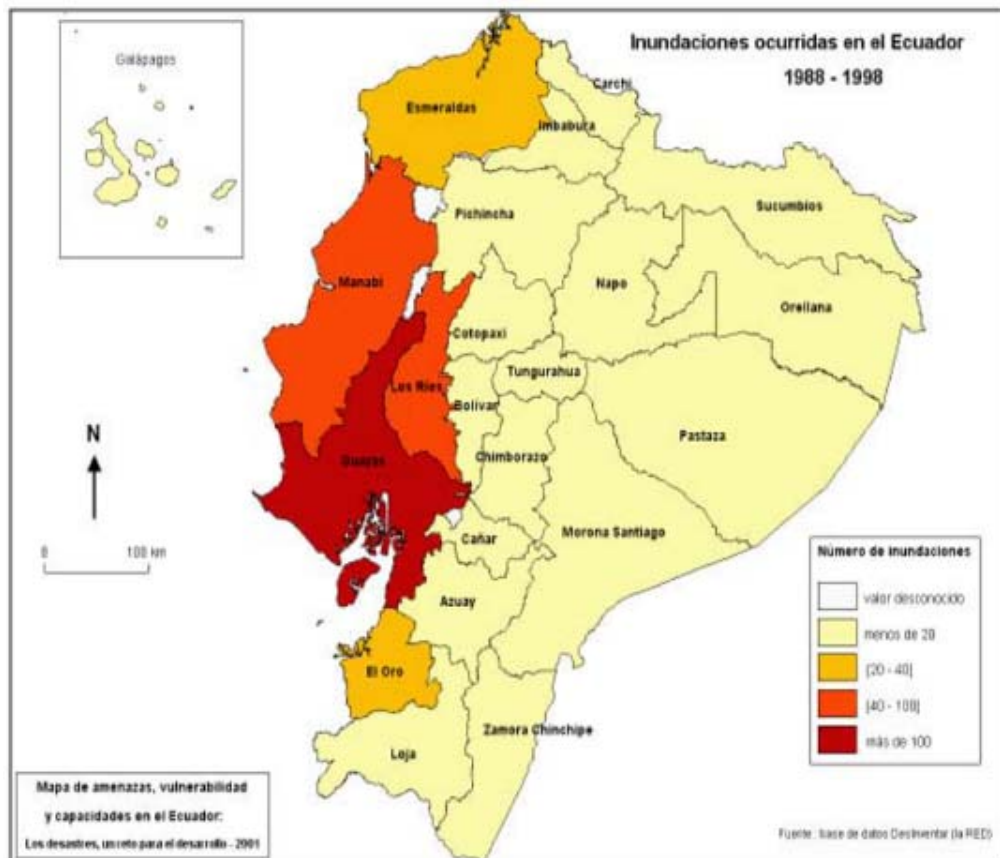 Galápagos
Inundaciones ocurridas en el Ecuador
1988 - 1998
Carchi
Esmeraldas
Imbabura
Sucumbios
Pichincha
Manabí
Napo
Orellana
Cotopaxi
Tungurahua
Los Ríos
Bolívar
Pastaza
Chimborazo
Guayas
N
Morona Santiago
Cañar
0 100 km
Azuay
El Oro
Zamora Chinchipe
Loja
Número de inundaciones
valor desconocido
menos de 20
[20 - 40]
[40 - 100]
más de 100
Mapa de amenazas, vulnerabilidad
y capacidades en el Ecuador:
Los desastres, un reto para el desarrollo - 2001
Fuente: base de datos DesInventar (la RED)